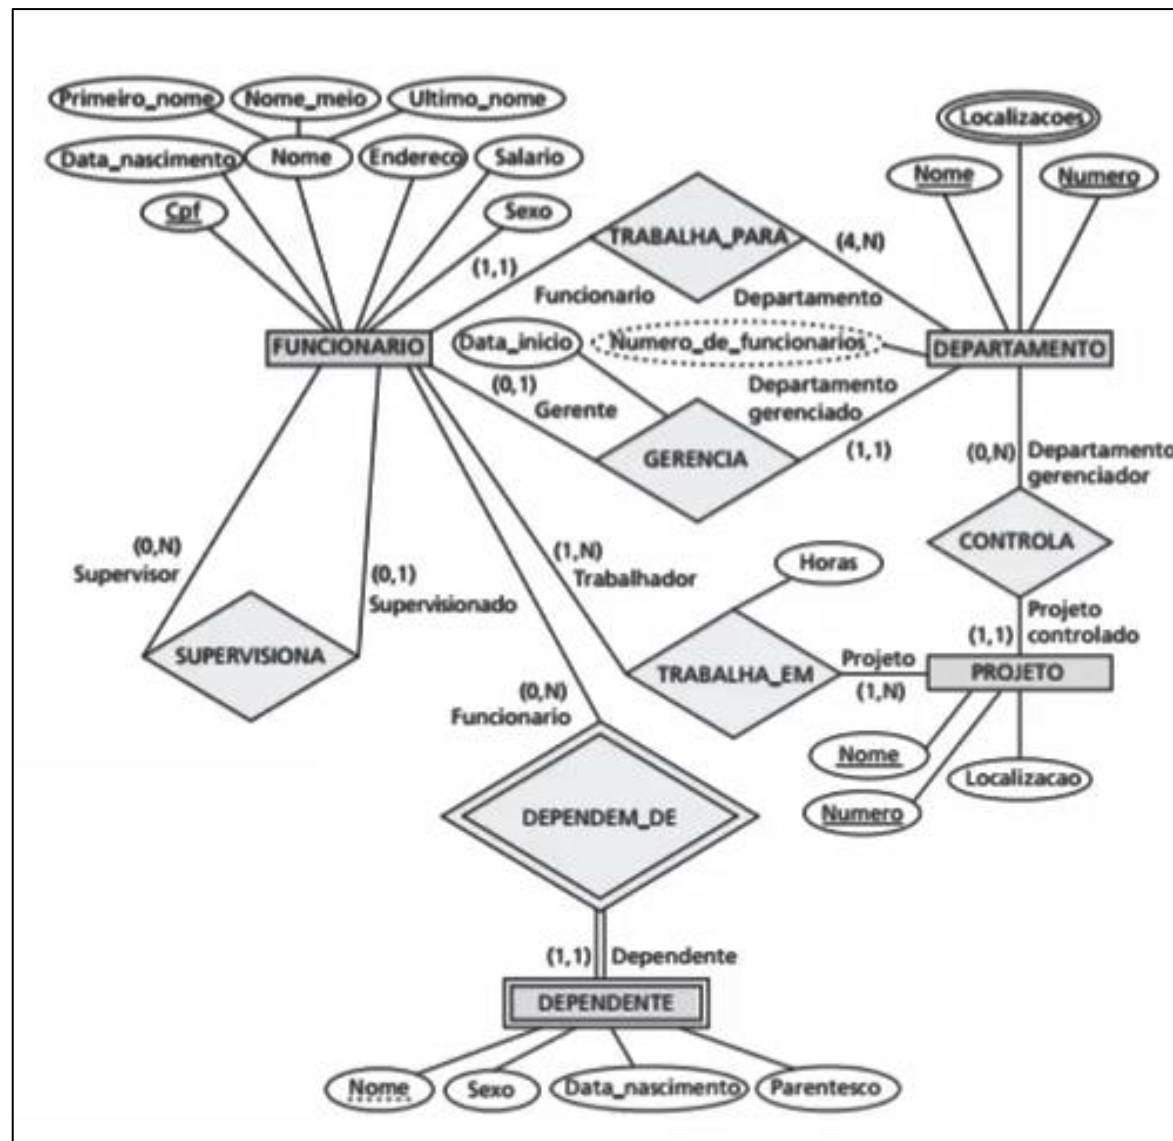 Primeiro_nome
Nome_meio
Ultimo_nome
Localizacoes
Data_nascimento
Nome
Endereco
Salario
Nome
Numero
Cpf
Sexo
TRABALHA_PARA
(1,1)
(4,N)
Funcionario
Departamento
FUNCIONARIO
Data_inicio
Numero_de_funcionarios
DEPARTAMENTO
(0,1)
Gerente
Departamento
gerenciado
GERENCIA
(1,1)
(0,N)
Departamento
gerenciador
CONTROLA
(0,N)
Supervisor
(0,1)
Supervisionado
(1,N)
Trabalhador
Horas
Projeto
controlado
(1,1)
SUPERVISIONA
TRABALHA_EM
Projeto
(1,N)
PROJETO
(0,N)
Funcionario
Nome
Localizacao
Numero
DEPENDEM_DE
(1,1)
Dependente
DEPENDENTE
Nome
Sexo
Data_nascimento
Parentesco